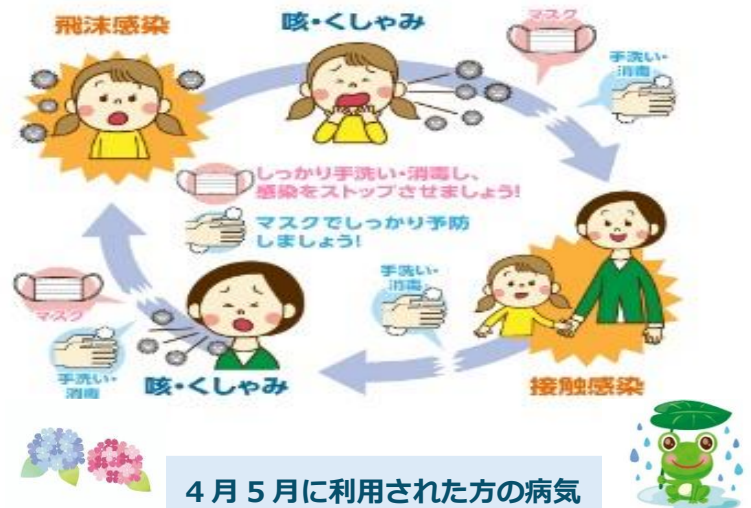 飛沫感染
咳・くしゃみ
マスク
手洗い・
消毒
しっかり手洗い・消毒し、
感染をストップさせましょう!
マスクでしっかり予防
しましょう!
手洗い・
消毒
マスク
手洗い・
消毒
咳・くしゃみ
接触感染
4月5月に利用された方の病気